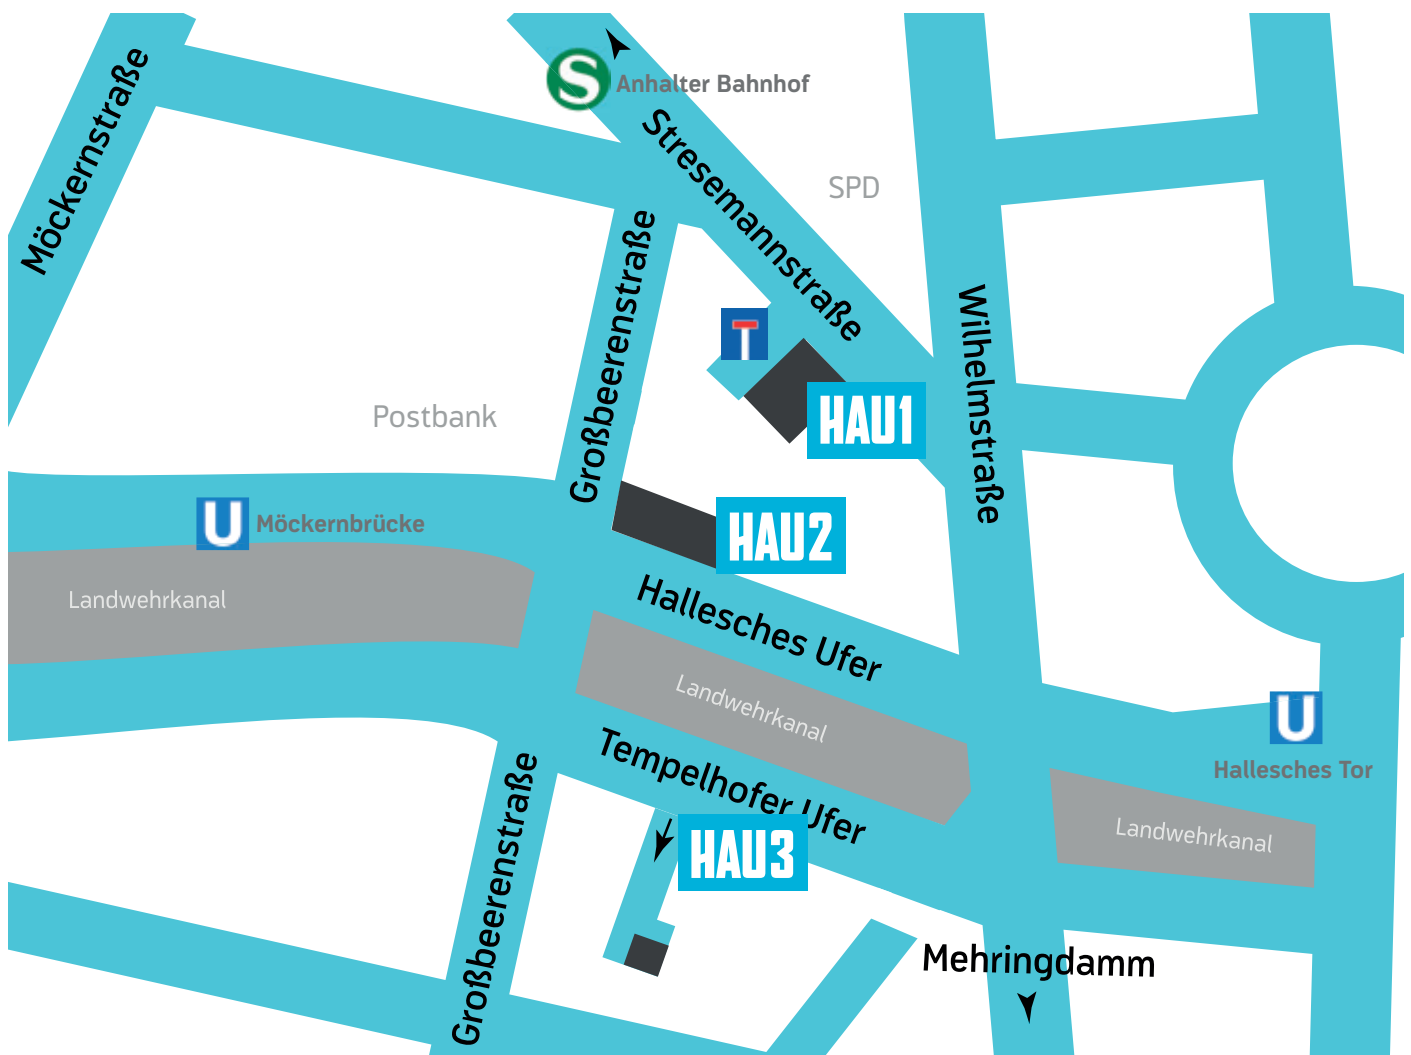 Möckernstraße
S
Anhalter Bahnhof
Stresemannstraße
SPD
Großbeerenstraße
Wilhelmstraße
HAU1
Postbank
U
Möckernbrücke
HAU2
Landwehrkanal
Hallesches Ufer
Landwehrkanal
U
Hallesches Tor
Tempelhofer Ufer
Landwehrkanal
HAU3
Großbeerenstraße
Mehringdamm